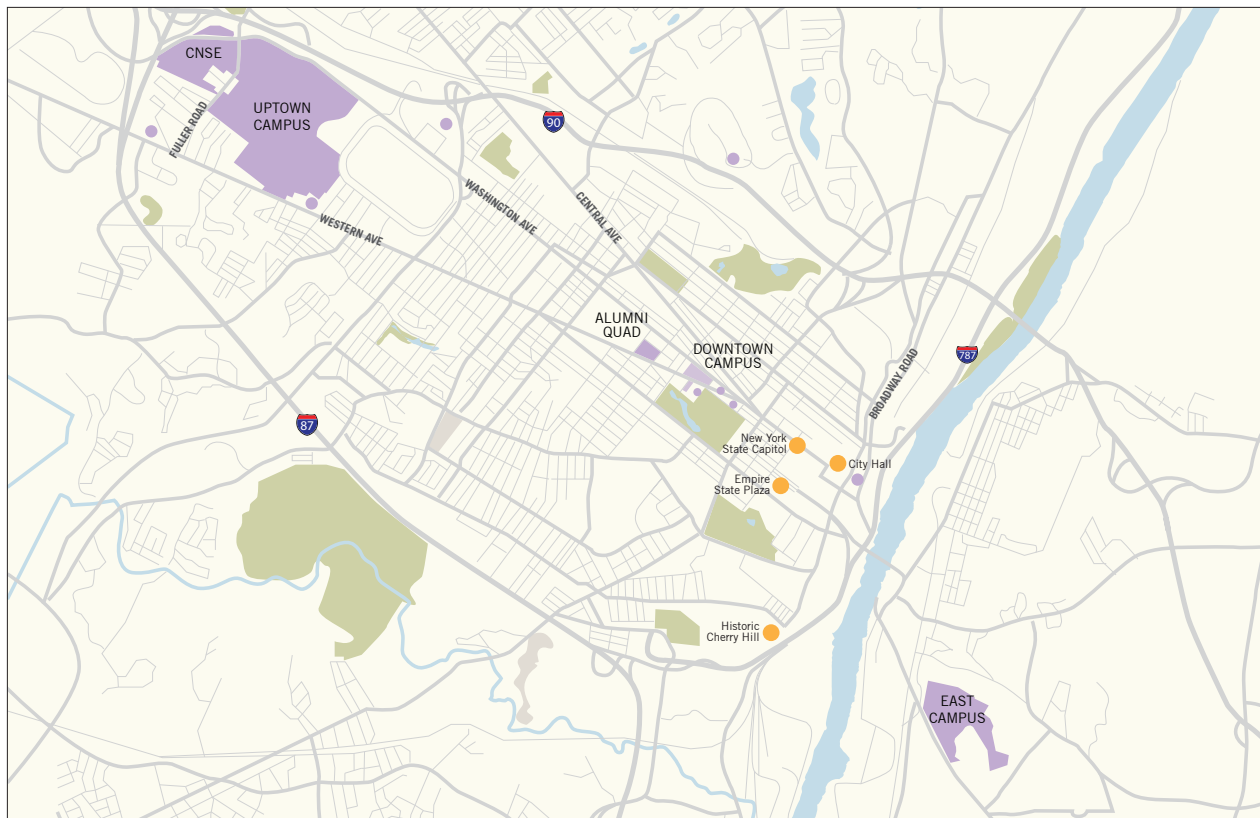 CNSE
UPTOWN
CAMPUS
FULLER ROAD
90
WASHINGTON AVE
CENTRAL AVE
WESTERN AVE
ALUMNI
QUAD
DOWNTOWN
CAMPUS
787
BROADWAY ROAD
87
New York
State Capitol
City Hall
Empire
State Plaza
Historic
Cherry Hill
EAST
CAMPUS